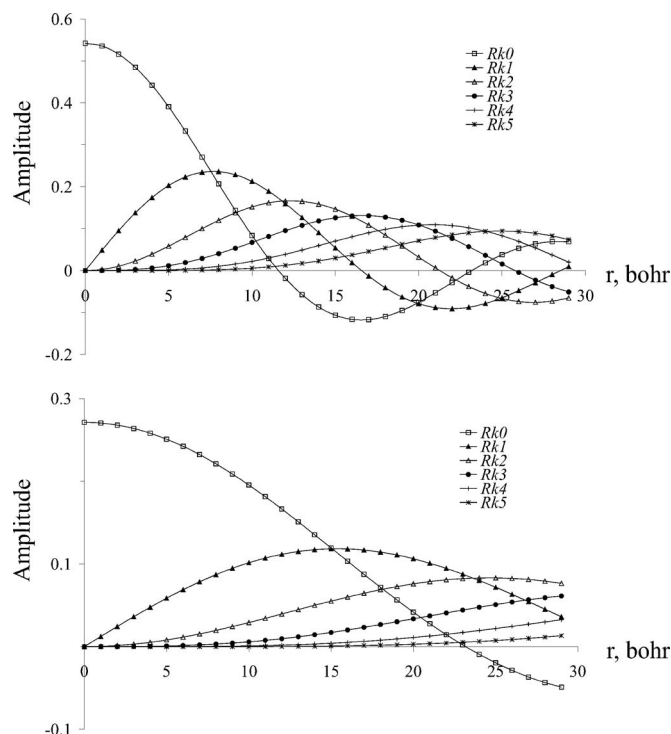 0.6
Rk0
Rk1
Rk2
Rk3
Rk4
Rk5
0.4
Amplitude
0.2
0
0 5 10 15 20 25 30
r, bohr
-0.2
0.3
Rk0
Rk1
Rk2
Rk3
Rk4
Rk5
Amplitude
0.1
0 5 10 15 20 25 30
r, bohr
-0.1